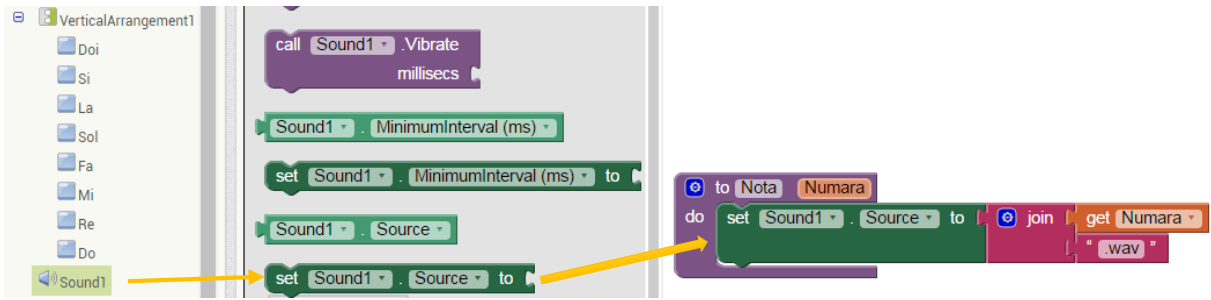 VerticalArrangement1
Doi
Si
La
Sol
Fa
Mi
Re
Do
Sound1
call Sound1 .Vibrate
millisecs
Sound1 . MinimumInterval (ms)
set Sound1 . MinimumInterval (ms) to
Sound1 . Source
set Sound1 . Source to
to Nota Numara
do set Sound1 . Source to join get Numara
" .wav "